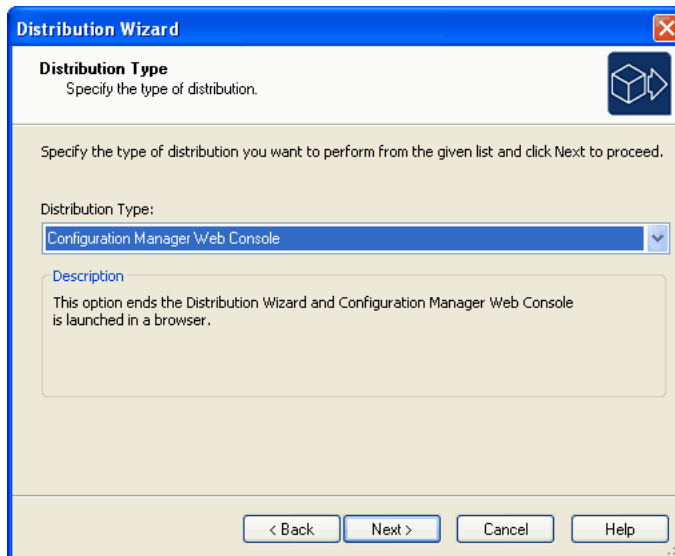 Distribution Wizard
Distribution Type
Specify the type of distribution.
Specify the type of distribution you want to perform from the given list and click Next to proceed.
Distribution Type:
Configuration Manager Web Console
Description
This option ends the Distribution Wizard and Configuration Manager Web Console
is launched in a browser.
< Back Next > Cancel Help